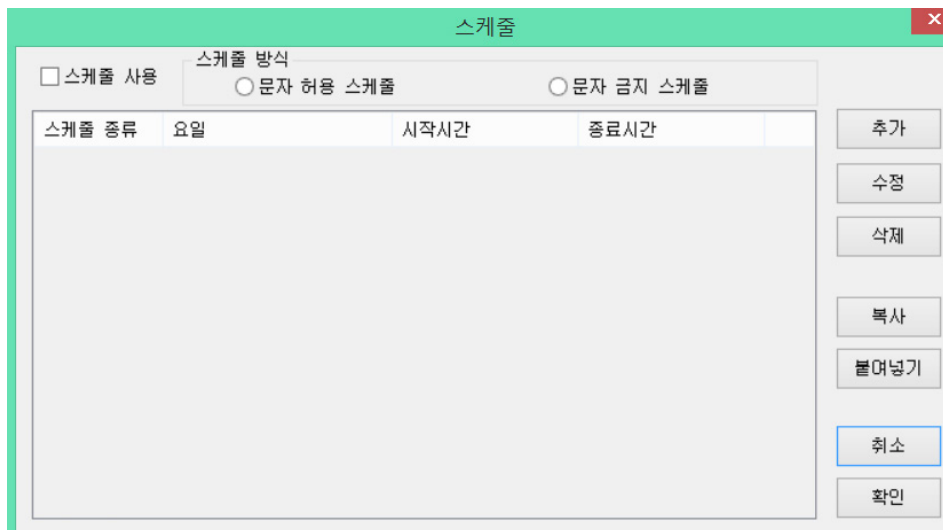 스케줄
스케줄 사용
스케줄 방식
문자 허용 스케줄
문자 금지 스케줄
스케줄 종류 요일 시작시간 종료시간
추가
수정
삭제
복사
붙여넣기
취소
확인